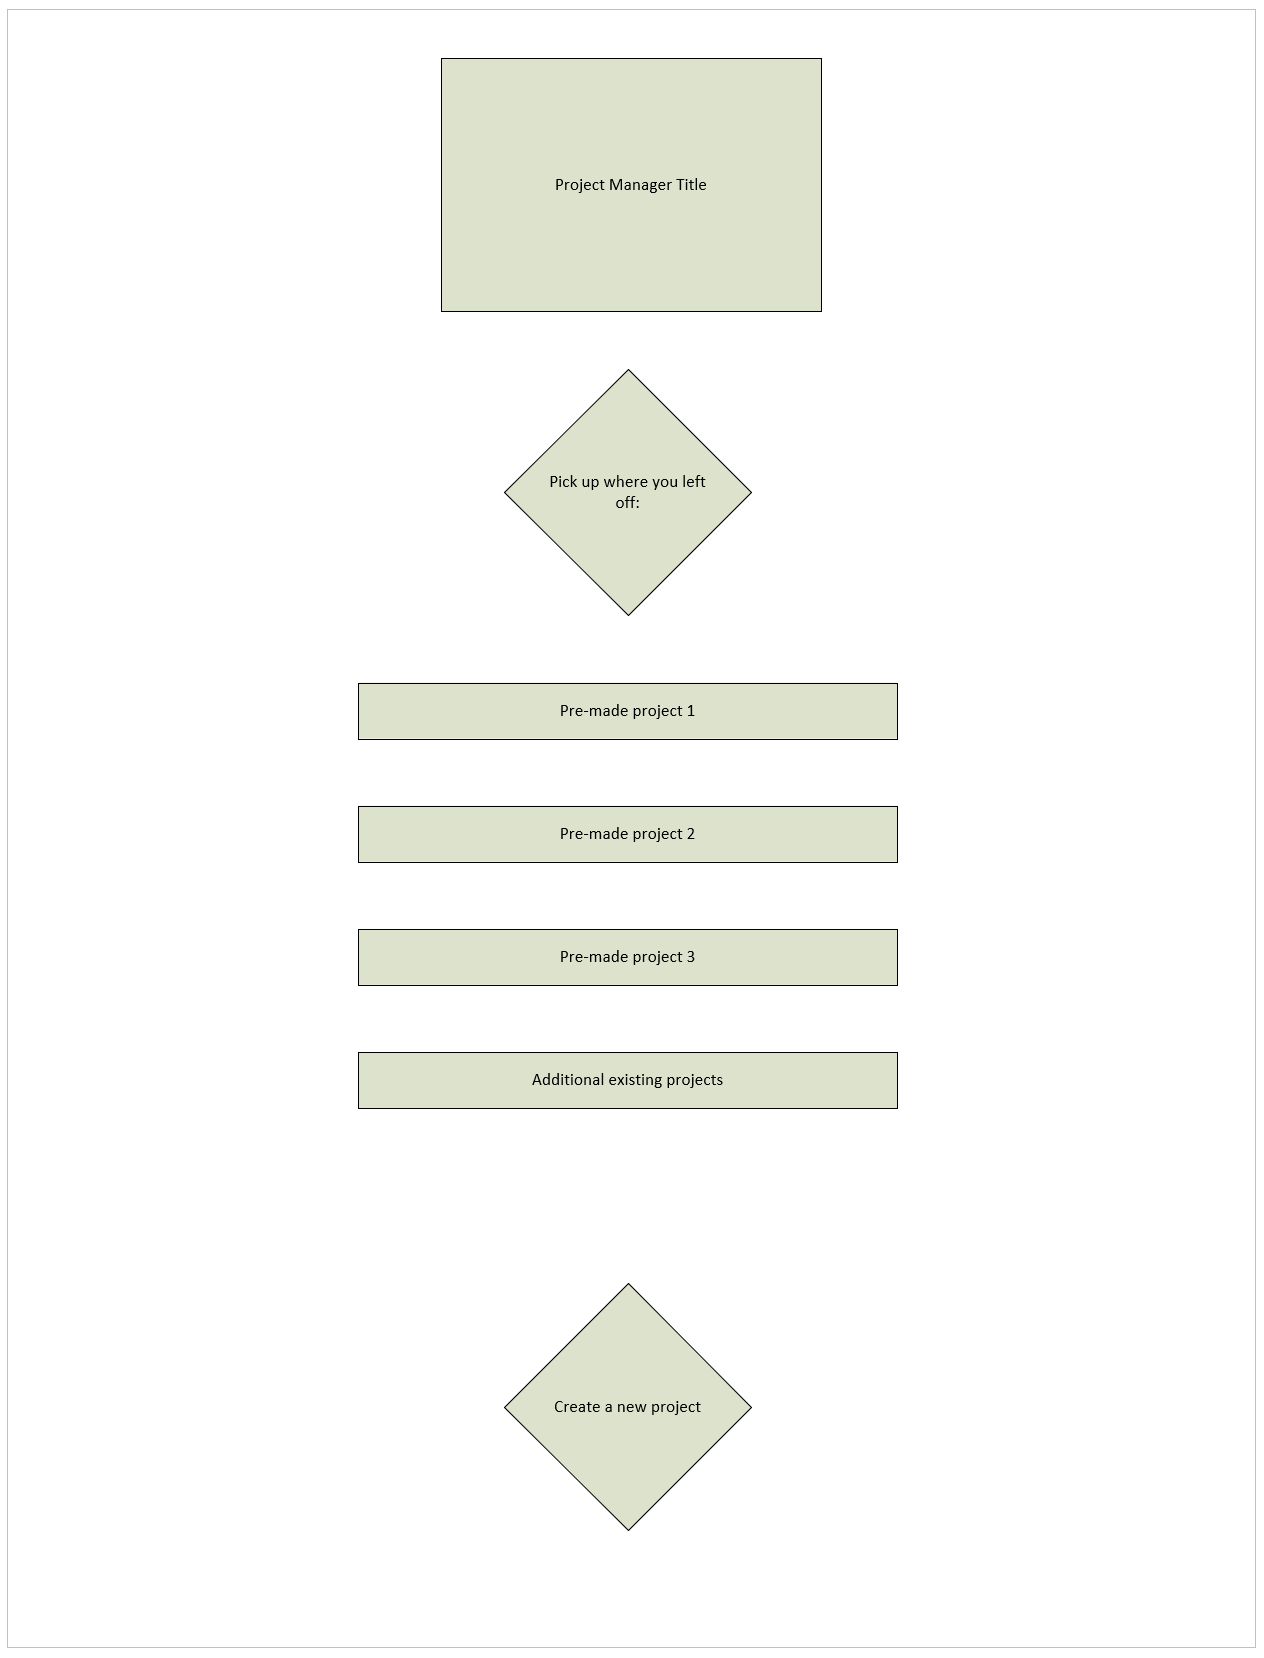 Project Manager Title
Pick up where you left
off:
Pre-made project 1
Pre-made project 2
Pre-made project 3
Additional existing projects
Create a new project